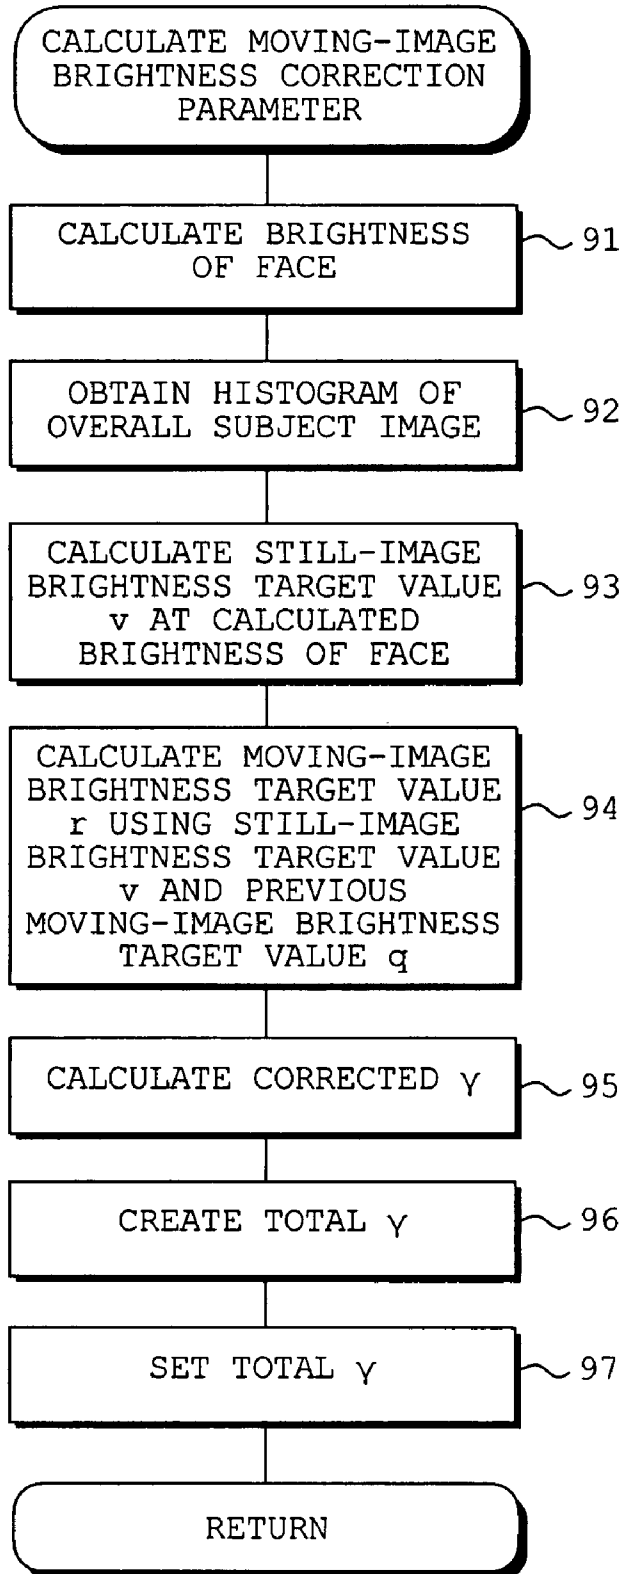 CALCULATE MOVING-IMAGE
BRIGHTNESS CORRECTION
PARAMETER
CALCULATE BRIGHTNESS
OF FACE
91
OBTAIN HISTOGRAM OF
OVERALL SUBJECT IMAGE
92
CALCULATE STILL-IMAGE
BRIGHTNESS TARGET VALUE
v AT CALCULATED
BRIGHTNESS OF FACE
93
CALCULATE MOVING-IMAGE
BRIGHTNESS TARGET VALUE
r USING STILL-IMAGE
BRIGHTNESS TARGET VALUE
v AND PREVIOUS
MOVING-IMAGE BRIGHTNESS
TARGET VALUE q
94
CALCULATE CORRECTED γ
95
CREATE TOTAL γ
96
SET TOTAL γ
97
RETURN